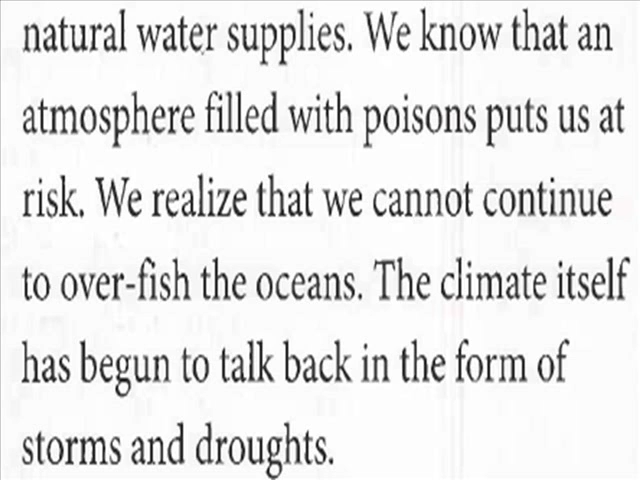 natural water supplies. We know that an
atmosphere filled with poisons puts us at
risk. We realize that we cannot continue
to over-fish the oceans. The climate itself
has begun to talk back in the form of
storms and droughts.